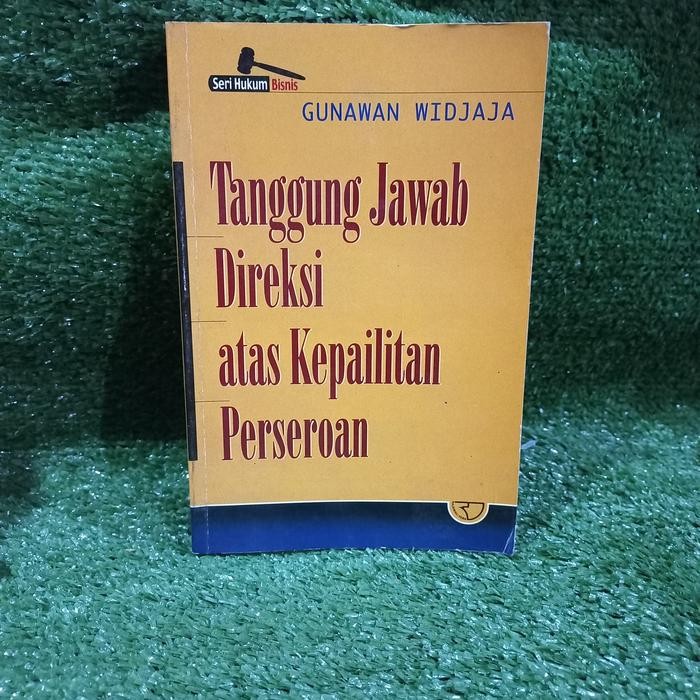 Seri Hukum Bisnis
GUNAWAN WIDJAJA
Tanggung Jawab
Direksi
atas Kepailitan
Perseroan